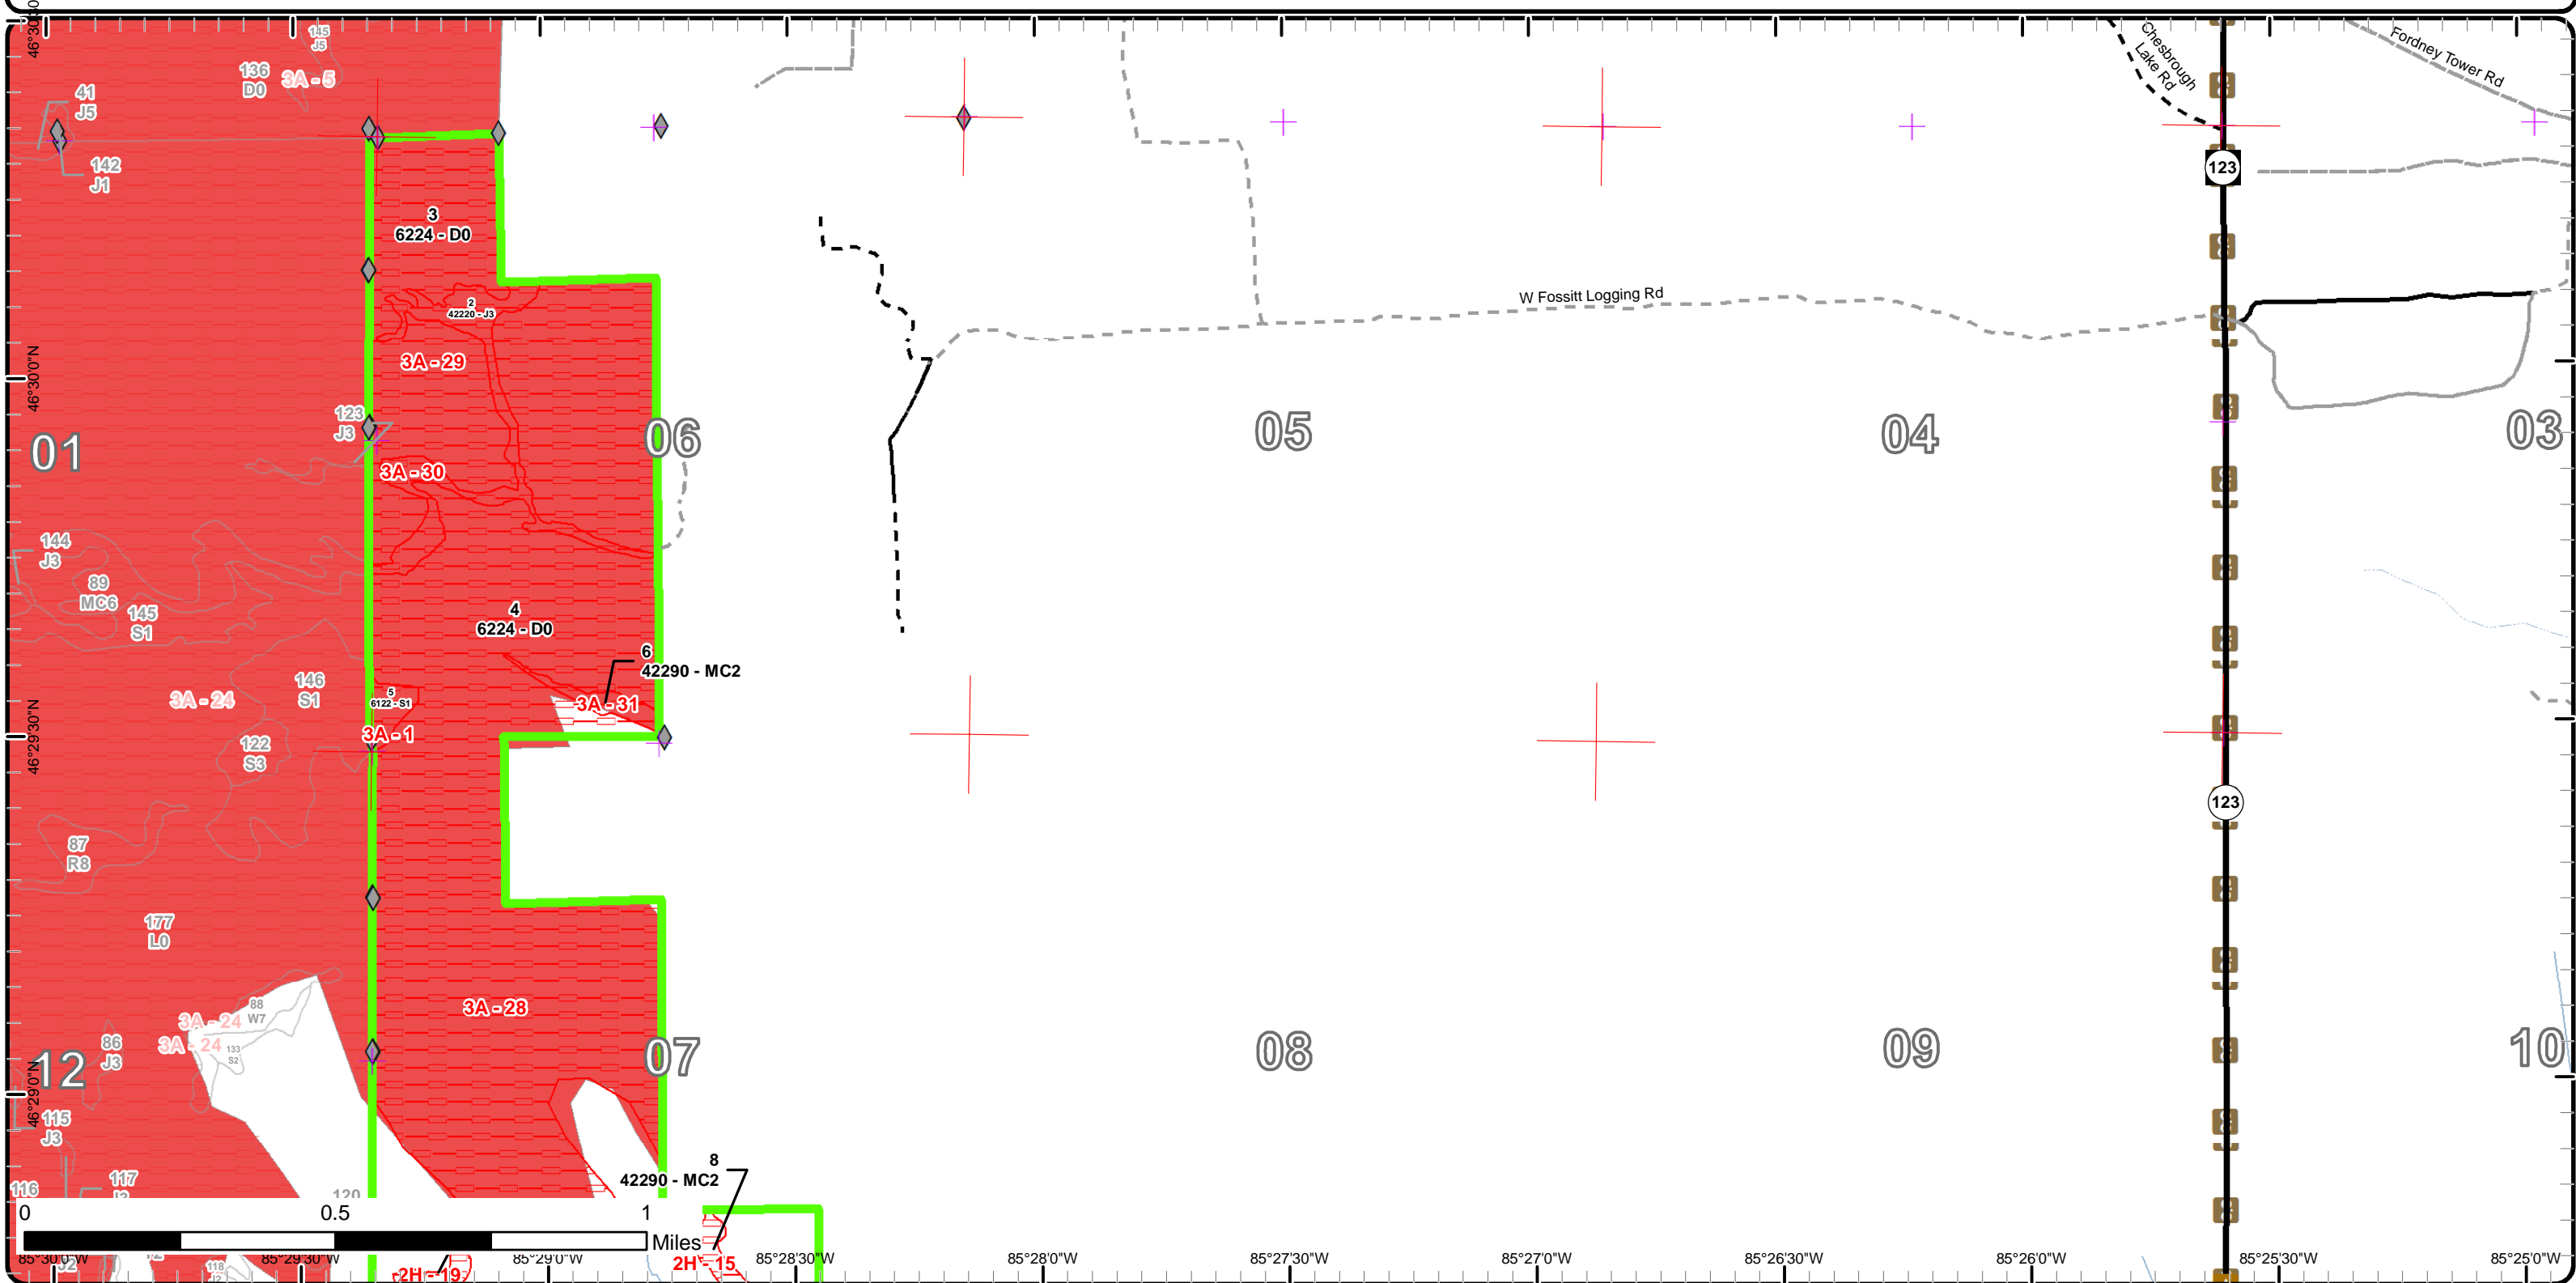 46°30'30"N
145
J5
136
D0
3A - 5
41
J5
142
J1
Chesbrough
Lake Rd
Fordney Tower Rd
123
3
6224 - D0
2
42220 - J3
W Fossitt Logging Rd
3A - 29
46°30'0"N
123
J3
01
06
05
04
03
3A - 30
144
J3
89
MC6
145
S1
4
6224 - D0
6
42290 - MC2
146
S1
3A - 24
5
6122 - S1
3A - 31
3A - 1
46°29'30"N
122
S3
123
87
R8
177
L0
3A - 28
88
W7
3A - 24
3A - 24
133
S2
86
J3
12
07
08
09
10
46°29'0"N
115
J3
8
42290 - MC2
117
116
120
0 0.5 1
Miles
J2
118
J2
2H - 19
2H - 15
85°30'0"W 85°29'30"W 85°29'0"W 85°28'30"W 85°28'0"W 85°27'30"W 85°27'0"W 85°26'30"W 85°26'0"W 85°25'30"W 85°25'0"W